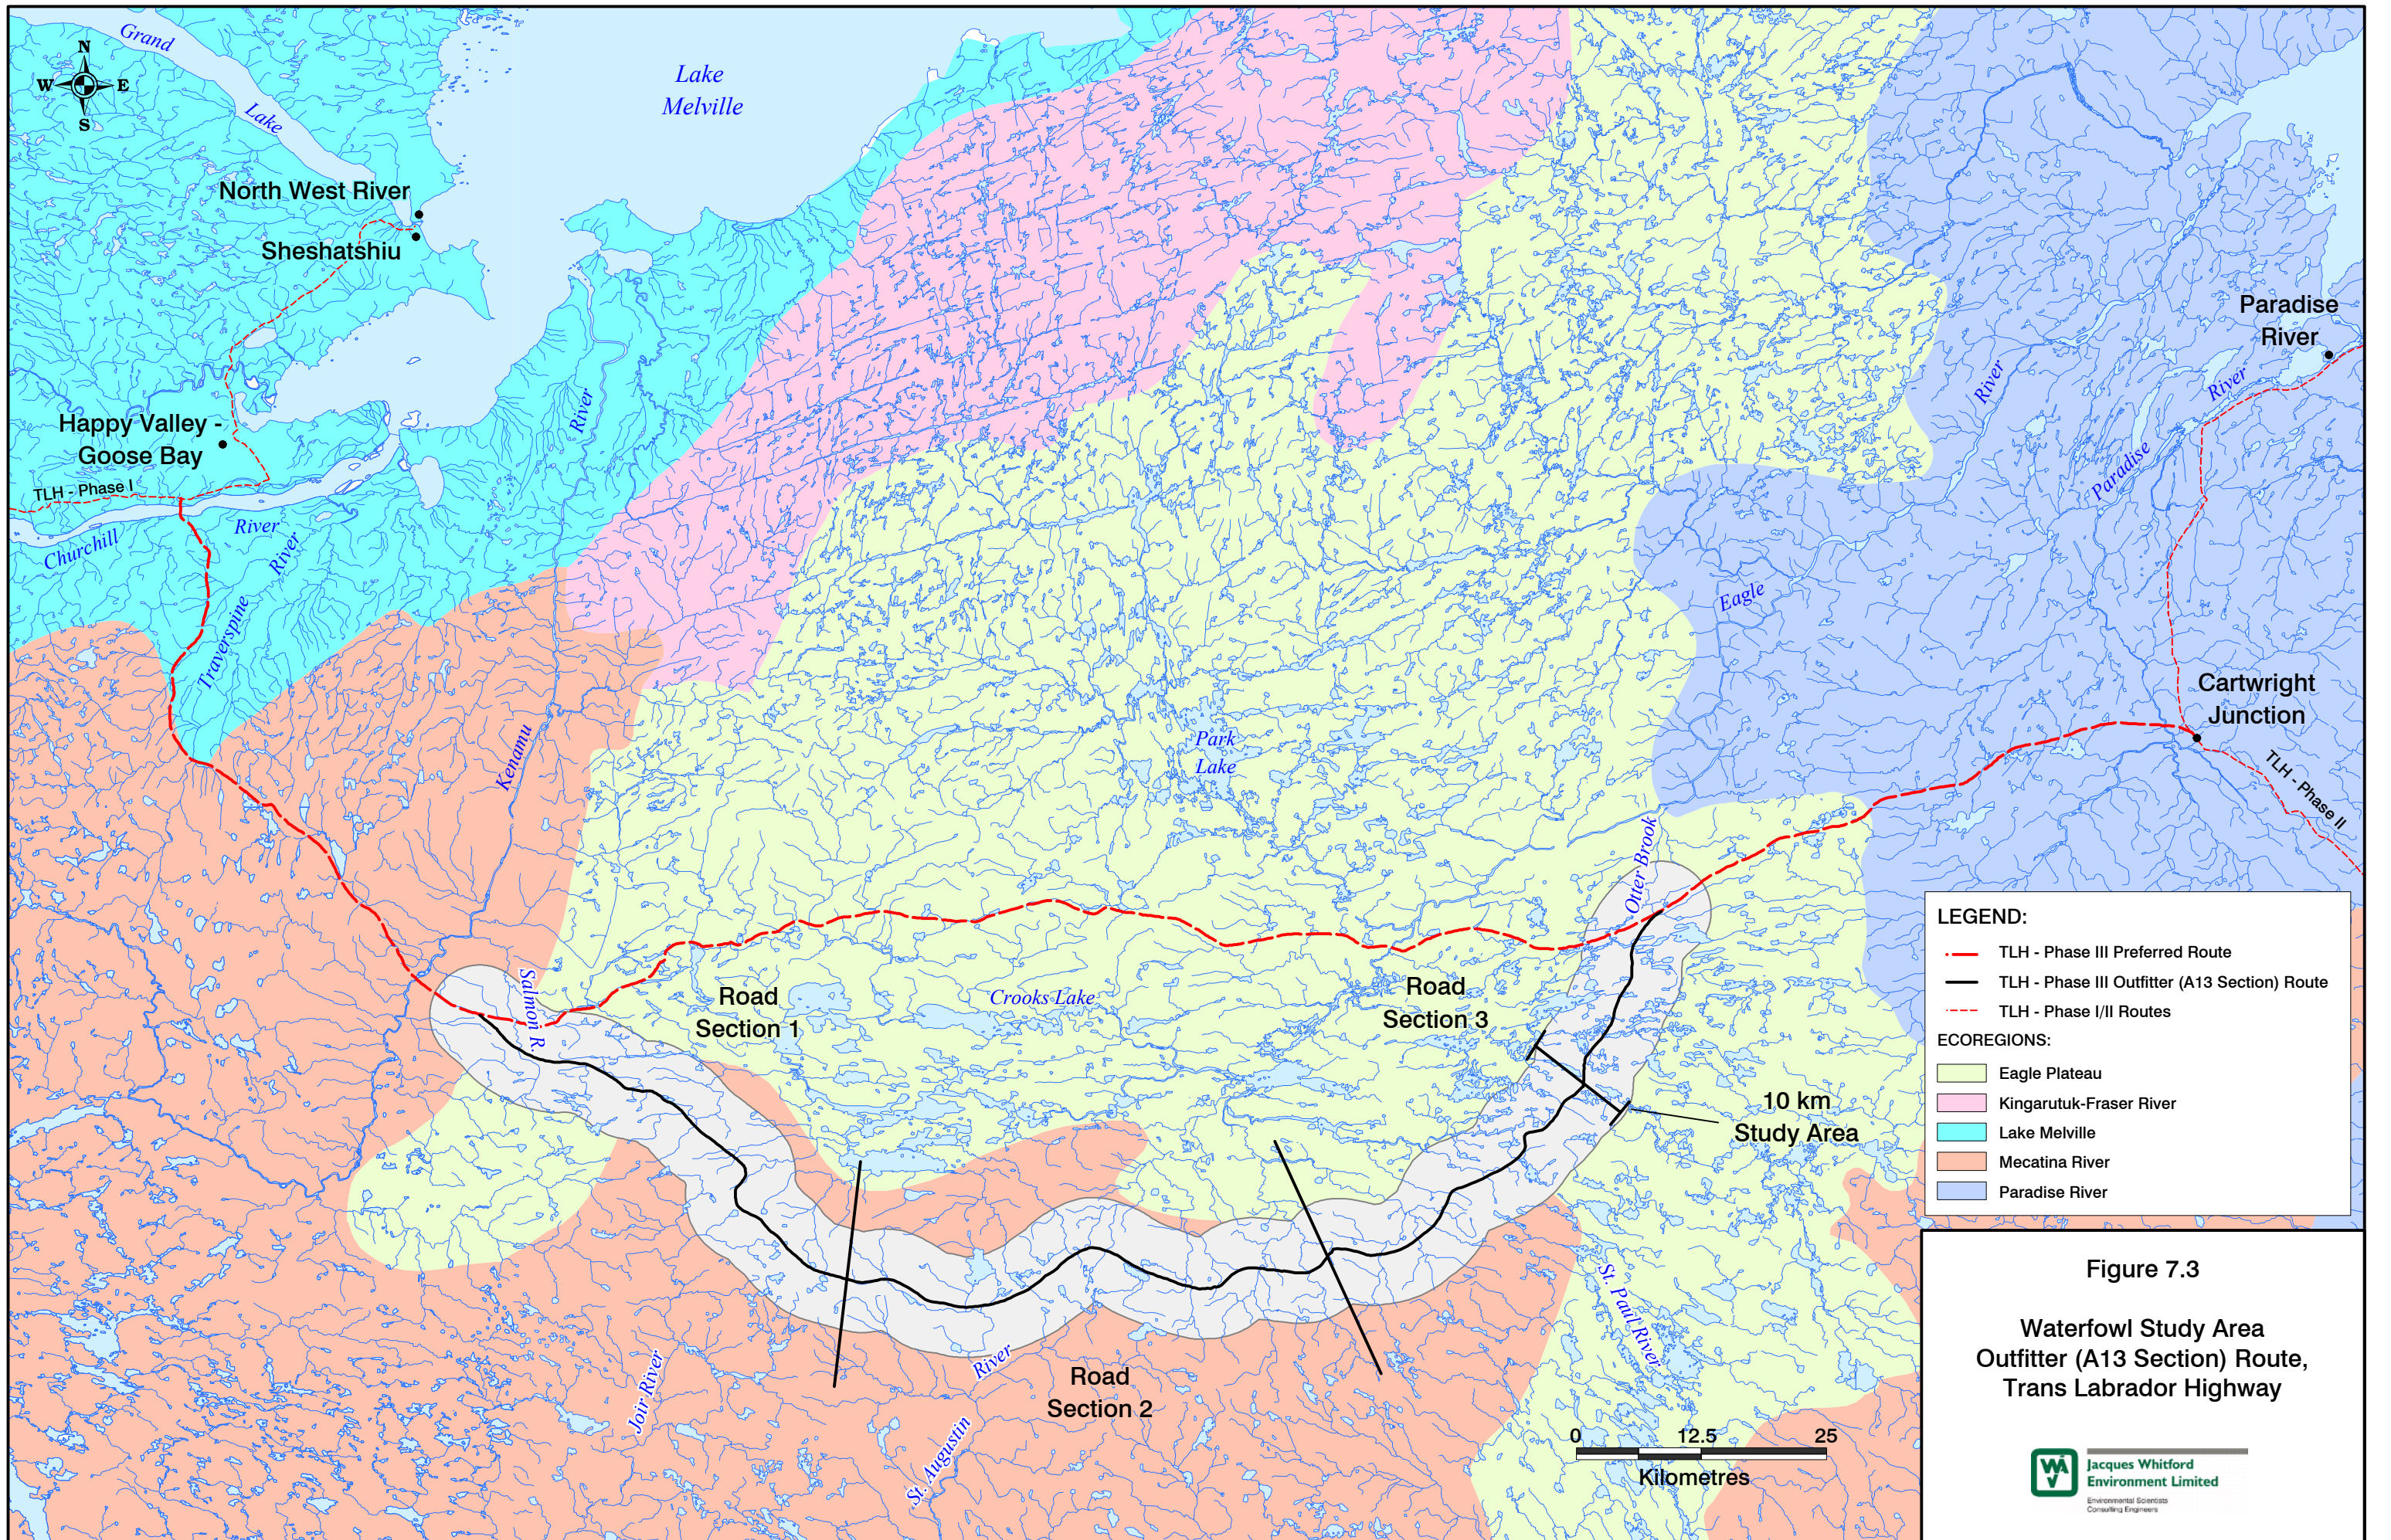 Grand
Lake
N
W
E
S
Lake
Melville
North West River
Sheshatshiu
Happy Valley -
Goose Bay
TLH - Phase I
Churchill
River
River
Traverspine
River
Kenamu
Paradise
River
River
River
Paradise
Eagle
Cartwright
Junction
TLH - Phase II
Park
Lake
Otter Brook
Salmon R.
Road
Section 1
Crooks Lake
Road
Section 3
10 km
Study Area
St. Paul River
Joir River
River
St. Augustin
Road
Section 2
0 12.5 25
Kilometres
LEGEND:
TLH - Phase III Preferred Route
TLH - Phase III Outfitter (A13 Section) Route
TLH - Phase I/II Routes
ECOREGIONS:
Eagle Plateau
Kingarutuk-Fraser River
Lake Melville
Mecatina River
Paradise River
Figure 7.3
Waterfowl Study Area
Outfitter (A13 Section) Route,
Trans Labrador Highway
Jacques Whitford
Environment Limited
Environmental Scientists
Consulting Engineers